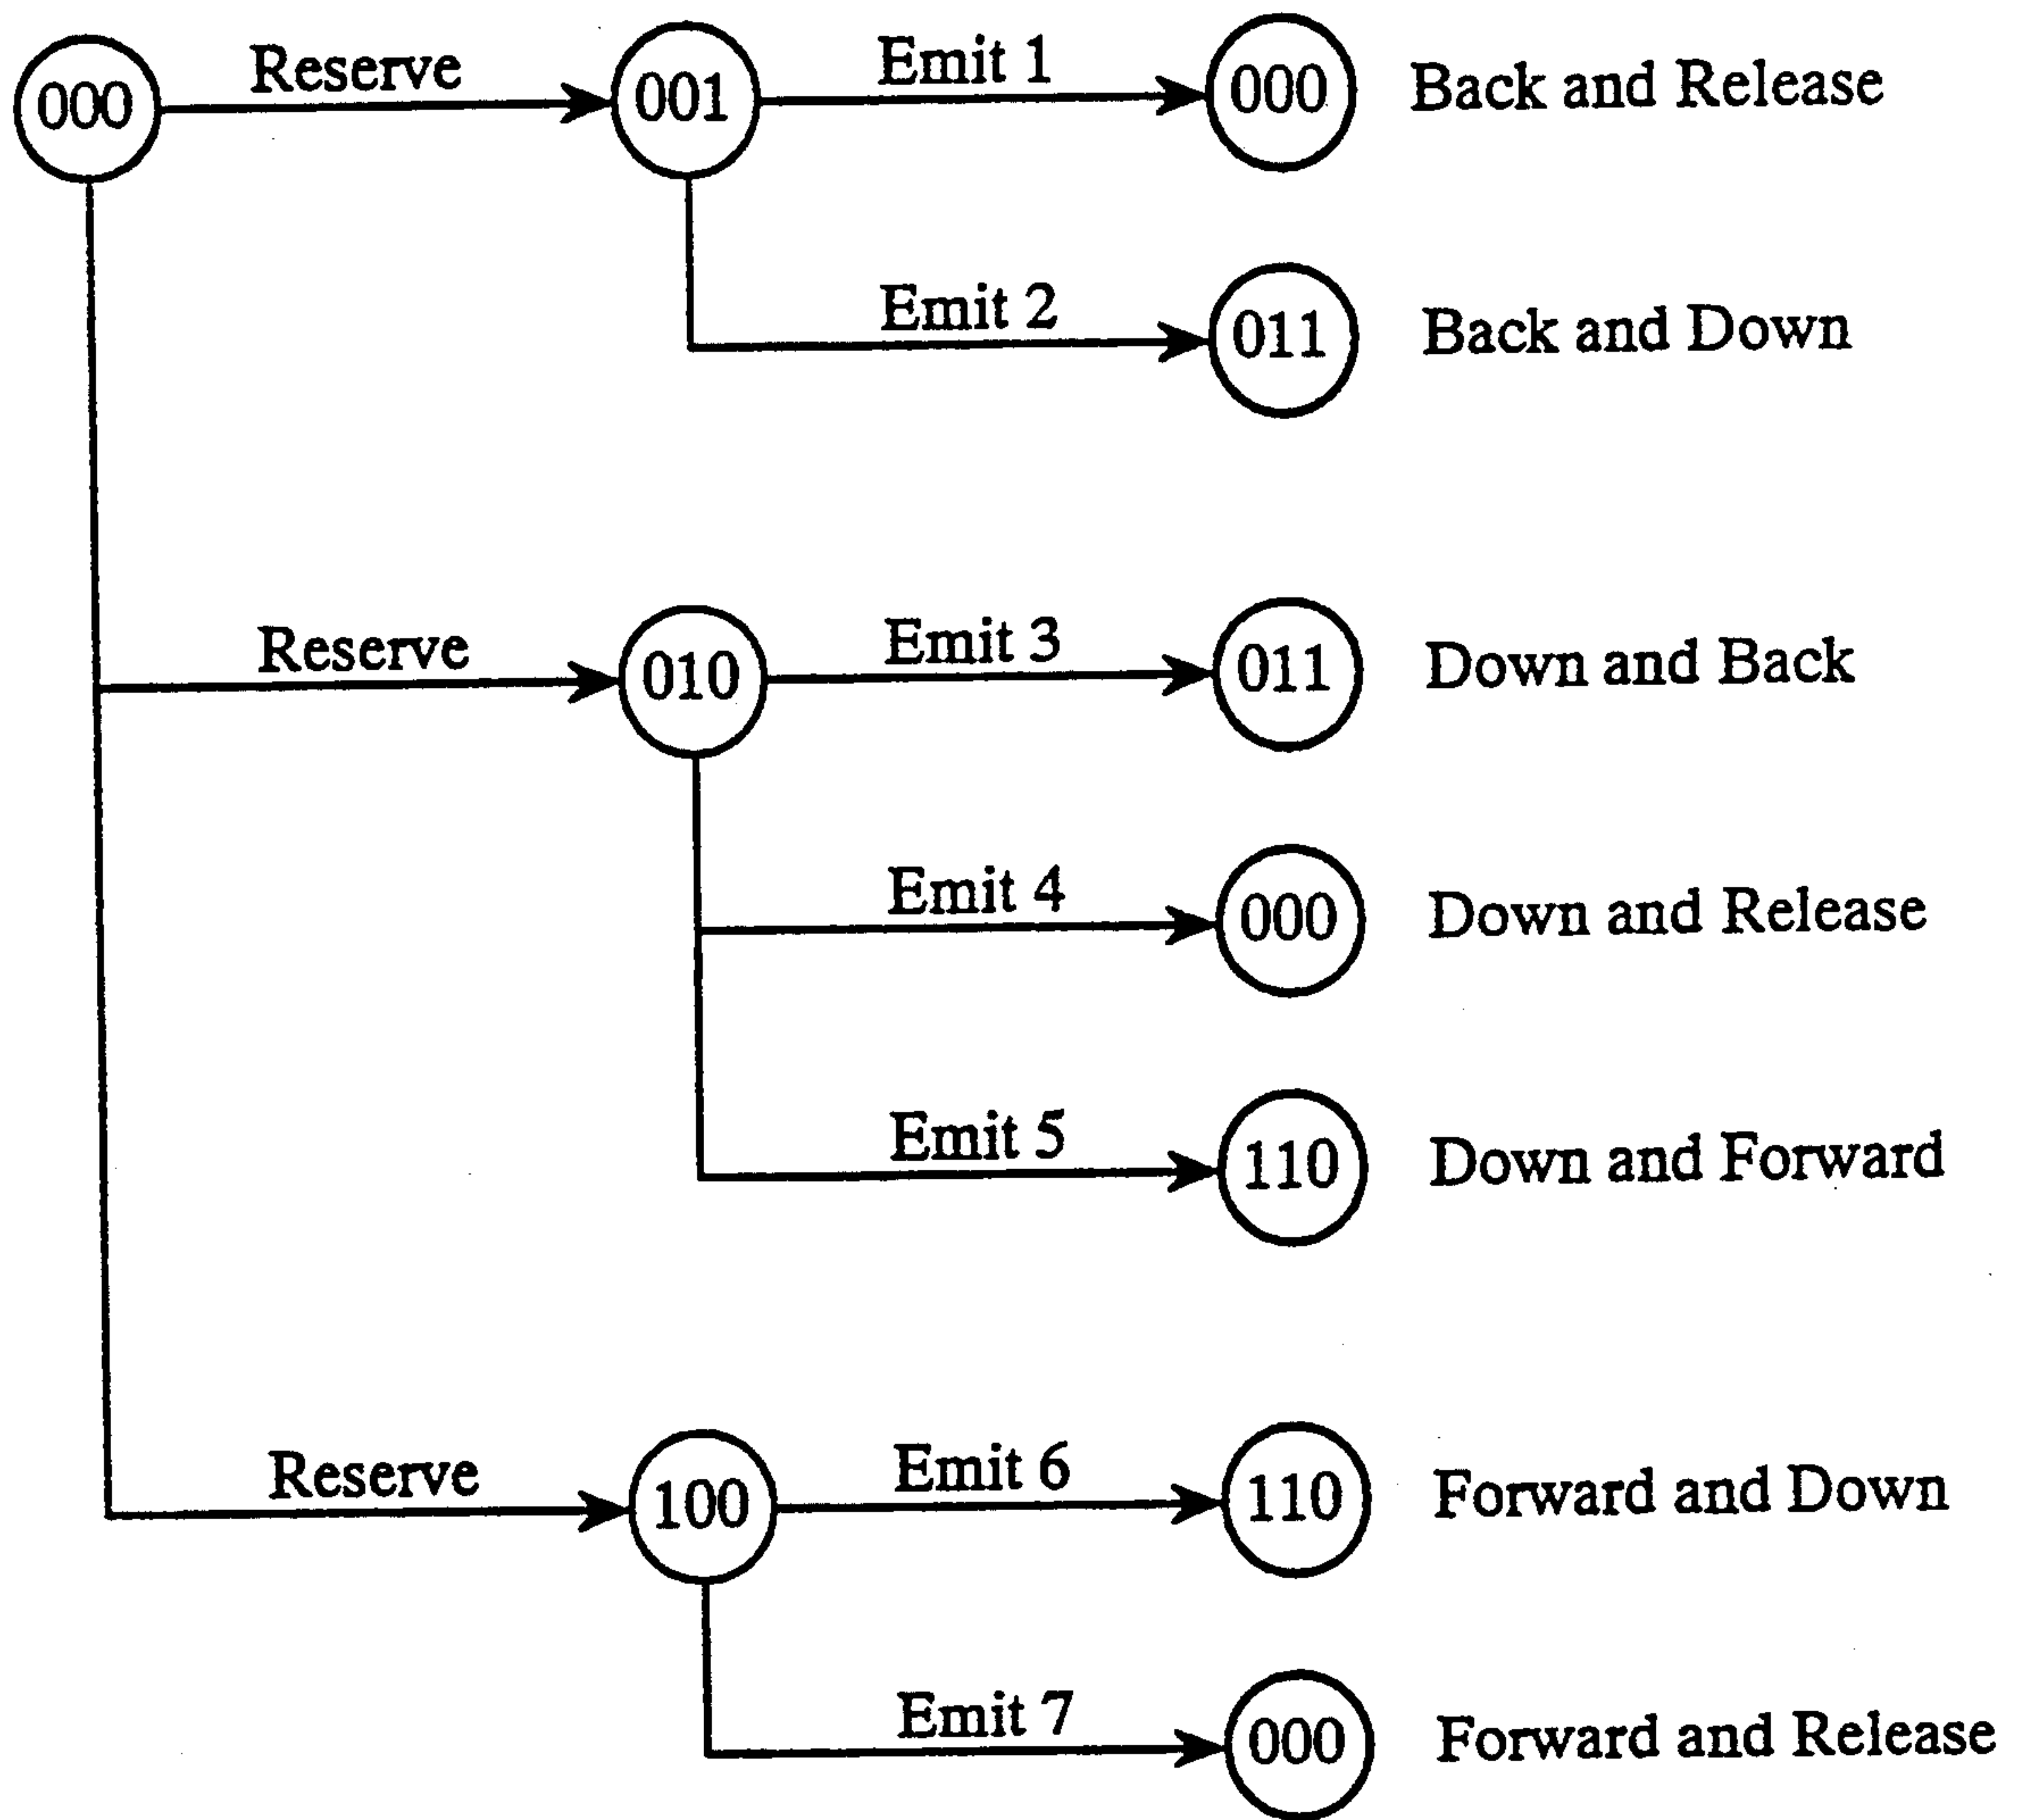 000 Reserve 001 Emit 1 000 Back and Release
Emit 2 011 Back and Down
Reserve 010 Emit 3 011 Down and Back
Emit 4 000 Down and Release
Emit 5 110 Down and Forward
Reserve 100 Emit 6 110 Forward and Down
Emit 7 000 Forward and Release